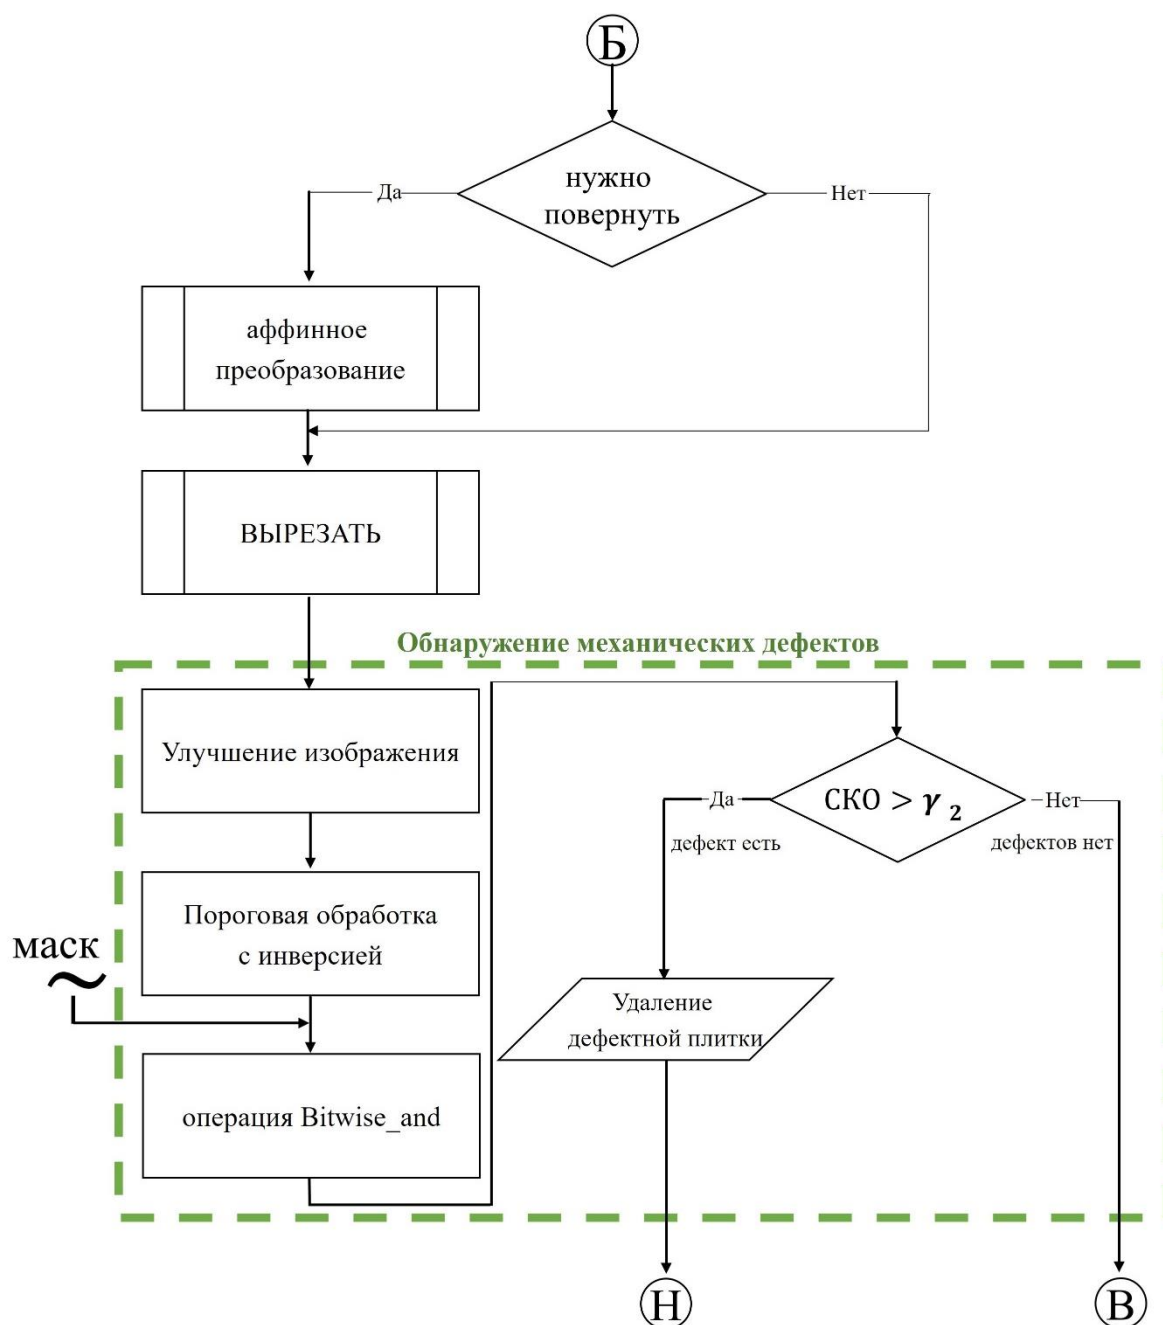 Б
нужно
повернуть
Да
Нет
аффинное
преобразование
ВЫРЕЗАТЬ
Обнаружение механических дефектов
Улучшение изображения
СКО > γ 2
Да
Нет
дефект есть
дефектов нет
Пороговая обработка
с инверсией
маск
Удаление
дефектной плитки
операция Bitwise_and
Н
В